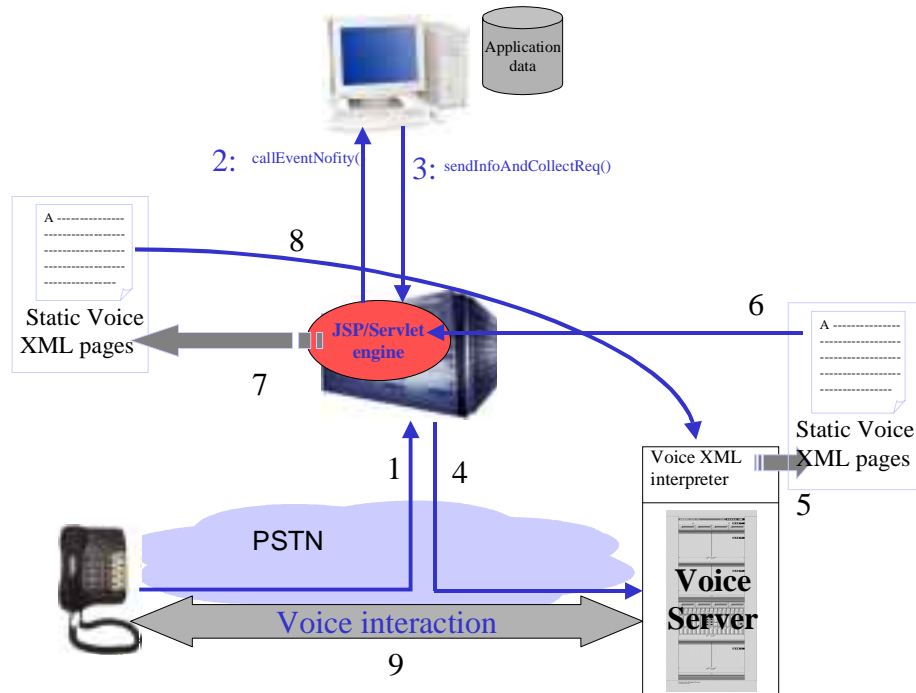 Application
data
2: callEventNofity(
3: sendInfoAndCollectReq()
A ---------------
---------------
---------------
---------------
-------------
Static Voice
XML pages
8
6
JSP/Servlet
engine
7
A ---------------
---------------
---------------
---------------
-------------
Static Voice
XML pages
1
4
Voice XML
interpreter
5
PSTN
Voice
Server
Voice interaction
9